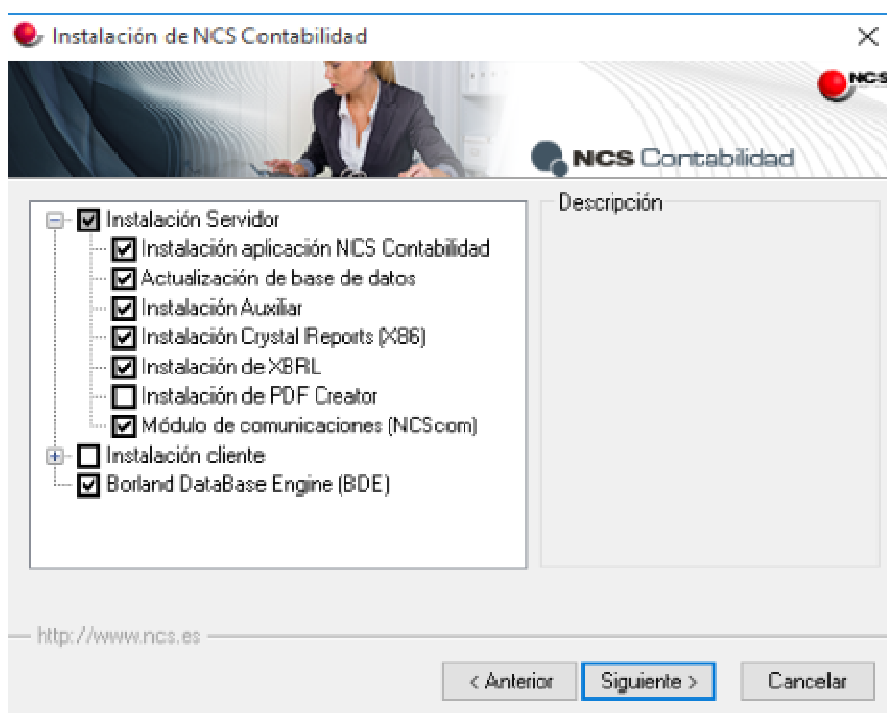 Instalación de NCS Contabilidad
NCS
NCS Contabilidad
Instalación Servidor
Instalación aplicación NCS Contabilidad
Actualización de base de datos
Instalación Auxiliar
Instalación Crystal Reports (X86)
Instalación de XBRL
Instalación de PDF Creator
Módulo de comunicaciones (NCScom)
Instalación cliente
Borland DataBase Engine (BDE)
Descripción
http://www.ncs.es
< Anterior
Siguiente >
Cancelar